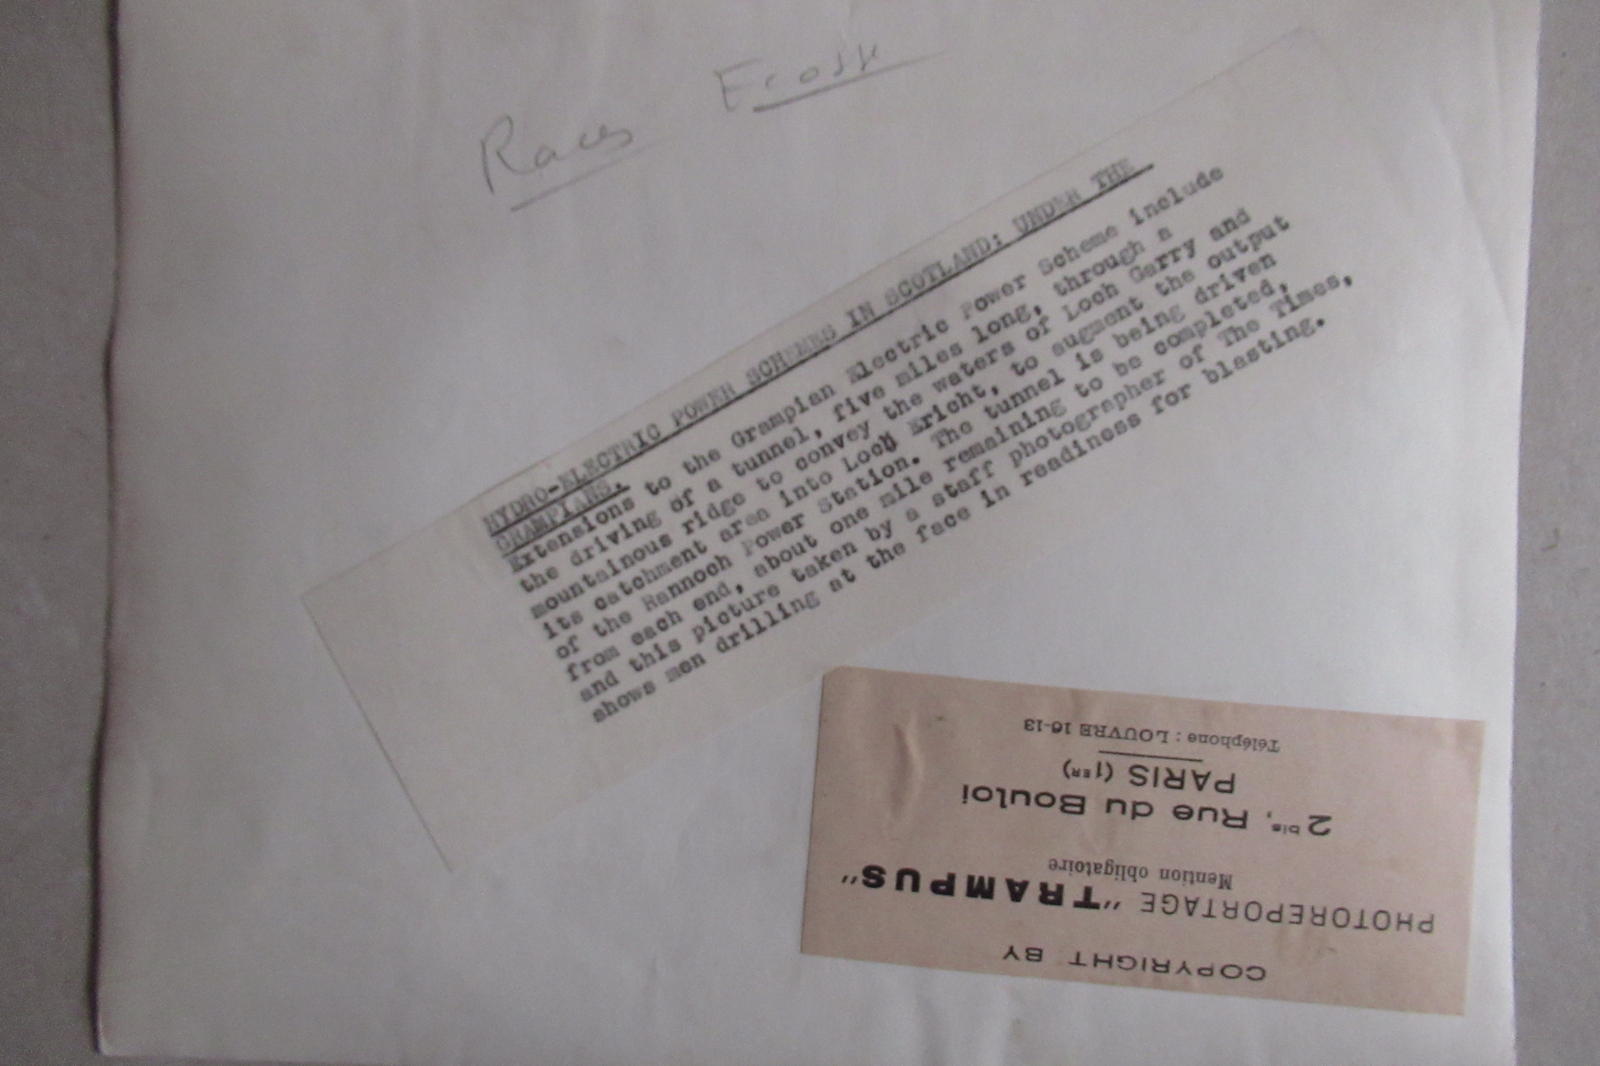 Races Ecosse
HYDRO-ELECTRIC POWER SCHEMES IN SCOTLAND: UNDER THE
GRAMPIANS.
Extensions to the Grampian Electric Power Scheme include
the driving of a tunnel, five miles long, through a
mountainous ridge to convey the waters of Loch Garry and
its catchment area into Loch Ericht, to augment the output
of the Rannoch Power Station. The tunnel is being driven
from each end, about one mile remaining to be completed,
and this picture taken by a staff photographer of The Times,
shows men drilling at the face in readiness for blasting.
COPYRIGHT BY
PHOTOREPORTAGE "TRAMPUS"
Mention obligatoire
2bis, Rue du Bouloi
PARIS (1ER)
Téléphone : LOUVRE 16-13